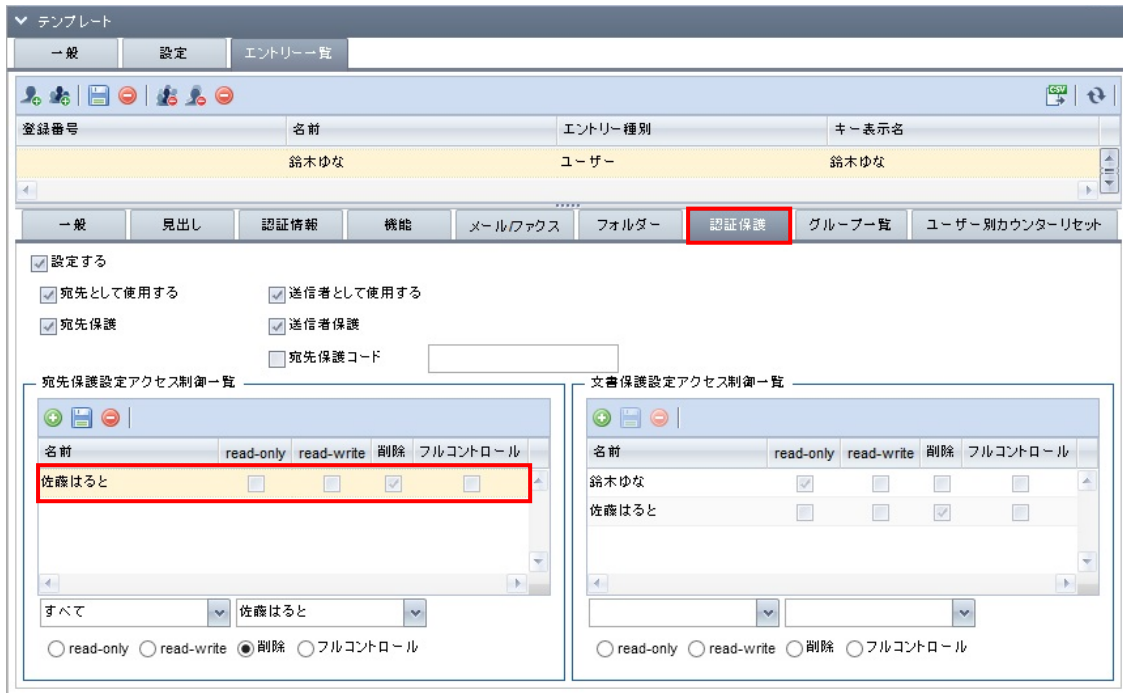 テンプレート
一般 設定 エントリー一覧
CSV
登録番号 名前 エントリー種別 キー表示名
鈴木ゆな ユーザー 鈴木ゆな
一般 見出し 認証情報 機能 メール/ファクス フォルダー 認証保護 グループ一覧 ユーザー別カウンターリセット
設定する
宛先として使用する 送信者として使用する
宛先保護 送信者保護
宛先保護コード
宛先保護設定アクセス制御一覧 文書保護設定アクセス制御一覧
名前 read-only read-write 削除 フルコントロール 名前 read-only read-write 削除 フルコントロール
佐藤はると 鈴木ゆな
佐藤はると
すべて 佐藤はると
read-only read-write 削除 フルコントロール read-only read-write 削除 フルコントロール